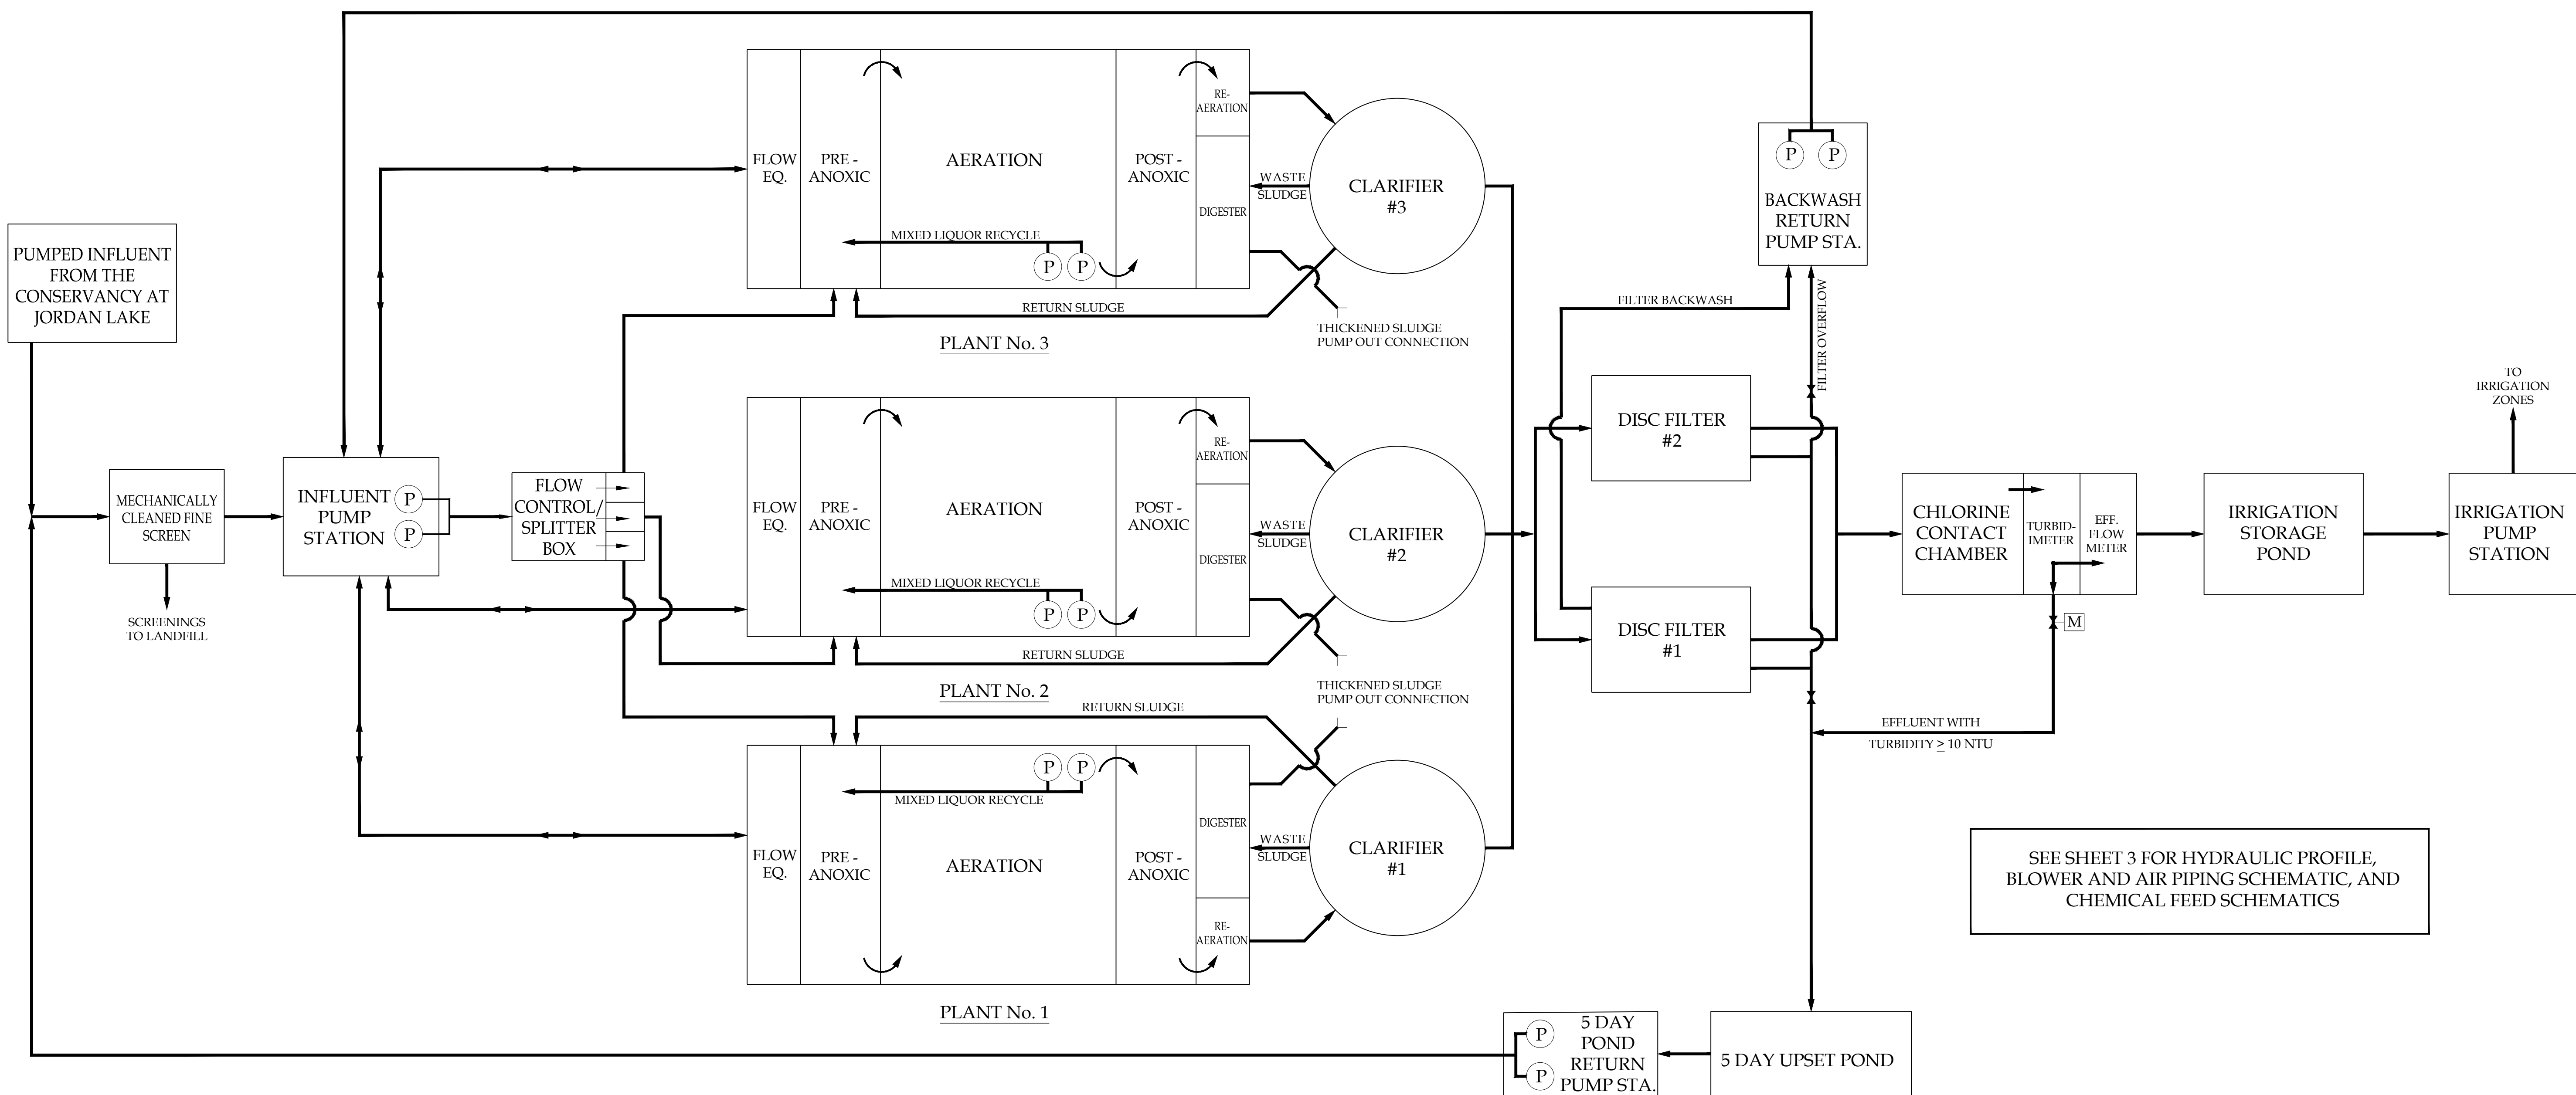 PUMPED INFLUENT
FROM THE
CONSERVANCY AT
JORDAN LAKE
MECHANICALLY
CLEANED FINE
SCREEN
SCREENINGS
TO LANDFILL
INFLUENT
PUMP
STATION
P
P
FLOW
CONTROL/
SPLITTER
BOX
FLOW
EQ.
PRE -
ANOXIC
AERATION
MIXED LIQUOR RECYCLE
P
P
POST -
ANOXIC
RE-
AERATION
DIGESTER
WASTE
SLUDGE
CLARIFIER
#3
RETURN SLUDGE
THICKENED SLUDGE
PUMP OUT CONNECTION
PLANT No. 3
FLOW
EQ.
PRE -
ANOXIC
AERATION
MIXED LIQUOR RECYCLE
P
P
POST -
ANOXIC
RE-
AERATION
DIGESTER
WASTE
SLUDGE
CLARIFIER
#2
RETURN SLUDGE
PLANT No. 2
THICKENED SLUDGE
PUMP OUT CONNECTION
RETURN SLUDGE
P
P
MIXED LIQUOR RECYCLE
FLOW
EQ.
PRE -
ANOXIC
AERATION
POST -
ANOXIC
DIGESTER
RE-
AERATION
WASTE
SLUDGE
CLARIFIER
#1
PLANT No. 1
P
P
BACKWASH
RETURN
PUMP STA.
FILTER BACKWASH
FILTER OVERFLOW
DISC FILTER
#2
DISC FILTER
#1
CHLORINE
CONTACT
CHAMBER
TURBID-
IMETER
EFF.
FLOW
METER
M
EFFLUENT WITH
TURBIDITY ≥ 10 NTU
IRRIGATION
STORAGE
POND
IRRIGATION
PUMP
STATION
TO
IRRIGATION
ZONES
SEE SHEET 3 FOR HYDRAULIC PROFILE,
BLOWER AND AIR PIPING SCHEMATIC, AND
CHEMICAL FEED SCHEMATICS
P
P
5 DAY
POND
RETURN
PUMP STA.
5 DAY UPSET POND